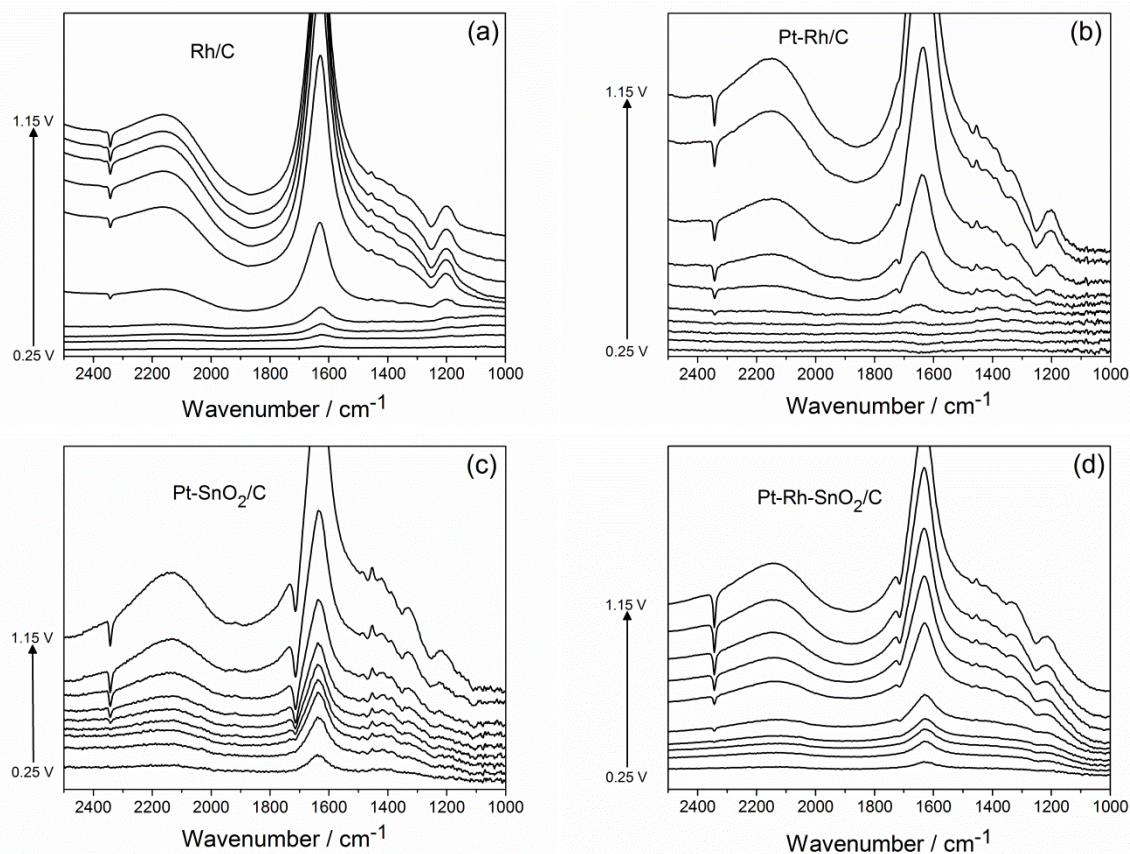 (a)
Rh/C
1.15 V
0.25 V
2400 2200 2000 1800 1600 1400 1200 1000
Wavenumber / cm⁻¹
(b)
Pt-Rh/C
1.15 V
0.25 V
2400 2200 2000 1800 1600 1400 1200 1000
Wavenumber / cm⁻¹
(c)
Pt-SnO₂/C
1.15 V
0.25 V
2400 2200 2000 1800 1600 1400 1200 1000
Wavenumber / cm⁻¹
(d)
Pt-Rh-SnO₂/C
1.15 V
0.25 V
2400 2200 2000 1800 1600 1400 1200 1000
Wavenumber / cm⁻¹